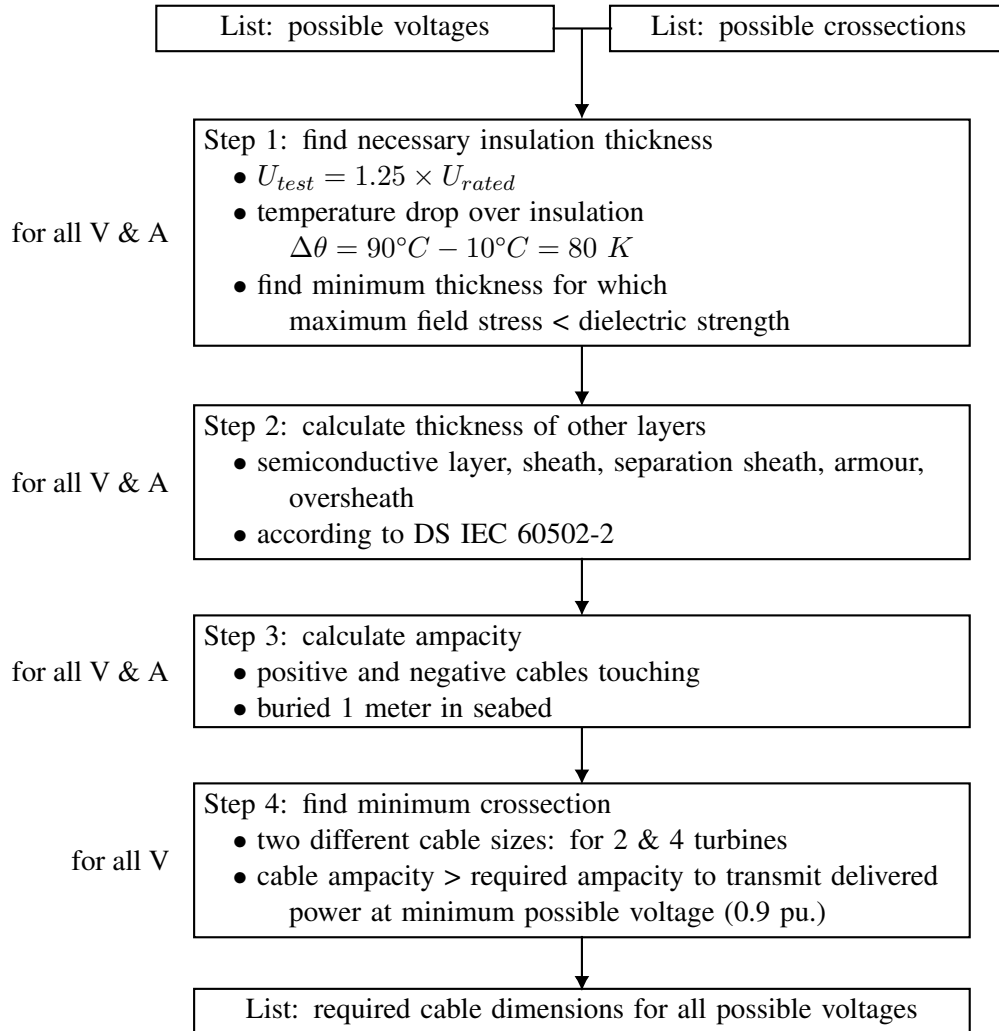 List: possible voltages
List: possible crossections
Step 1: find necessary insulation thickness
• U_test = 1.25 × U_rated
for all V & A
• temperature drop over insulation
Δθ = 90°C − 10°C = 80 K
• find minimum thickness for which
maximum field stress < dielectric strength
Step 2: calculate thickness of other layers
for all V & A
• semiconductive layer, sheath, separation sheath, armour,
oversheath
• according to DS IEC 60502-2
Step 3: calculate ampacity
for all V & A
• positive and negative cables touching
• buried 1 meter in seabed
Step 4: find minimum crossection
• two different cable sizes: for 2 & 4 turbines
for all V
• cable ampacity > required ampacity to transmit delivered
power at minimum possible voltage (0.9 pu.)
List: required cable dimensions for all possible voltages